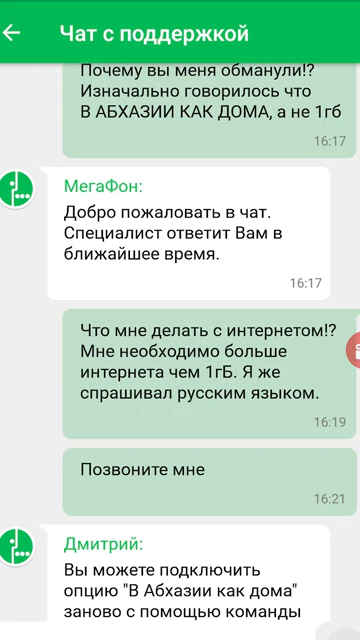 Чат с поддержкой
Почему вы меня обманули!?
Изначально говорилось что
В АБХАЗИИ КАК ДОМА, а не 1гб
16:17
МегаФон:
Добро пожаловать в чат.
Специалист ответит Вам в
ближайшее время.
16:17
Что мне делать с интернетом!?
Мне необходимо больше
интернета чем 1гБ. Я же
спрашивал русским языком.
16:19
Позвоните мне
16:21
Дмитрий:
Вы можете подключить
опцию "В Абхазии как дома"
заново с помощью команды